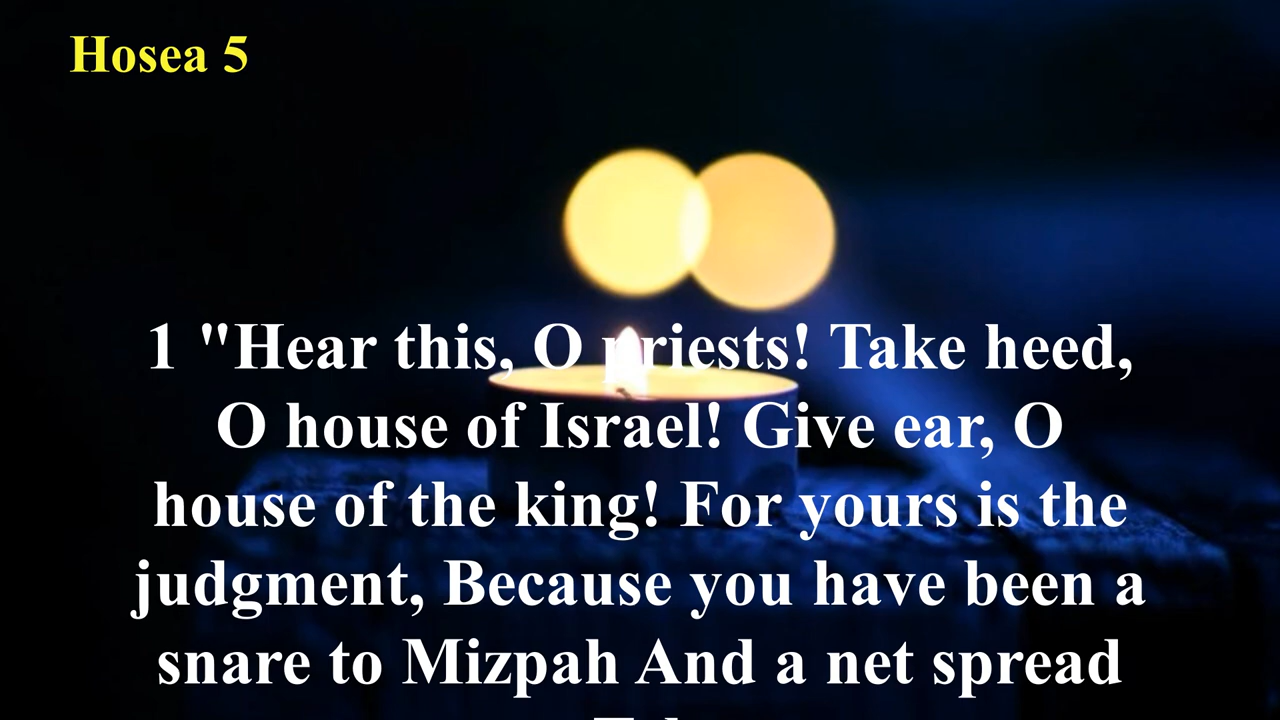 Hosea 5
1 "Hear this, O priests! Take heed,
O house of Israel! Give ear, O
house of the king! For yours is the
judgment, Because you have been a
snare to Mizpah And a net spread